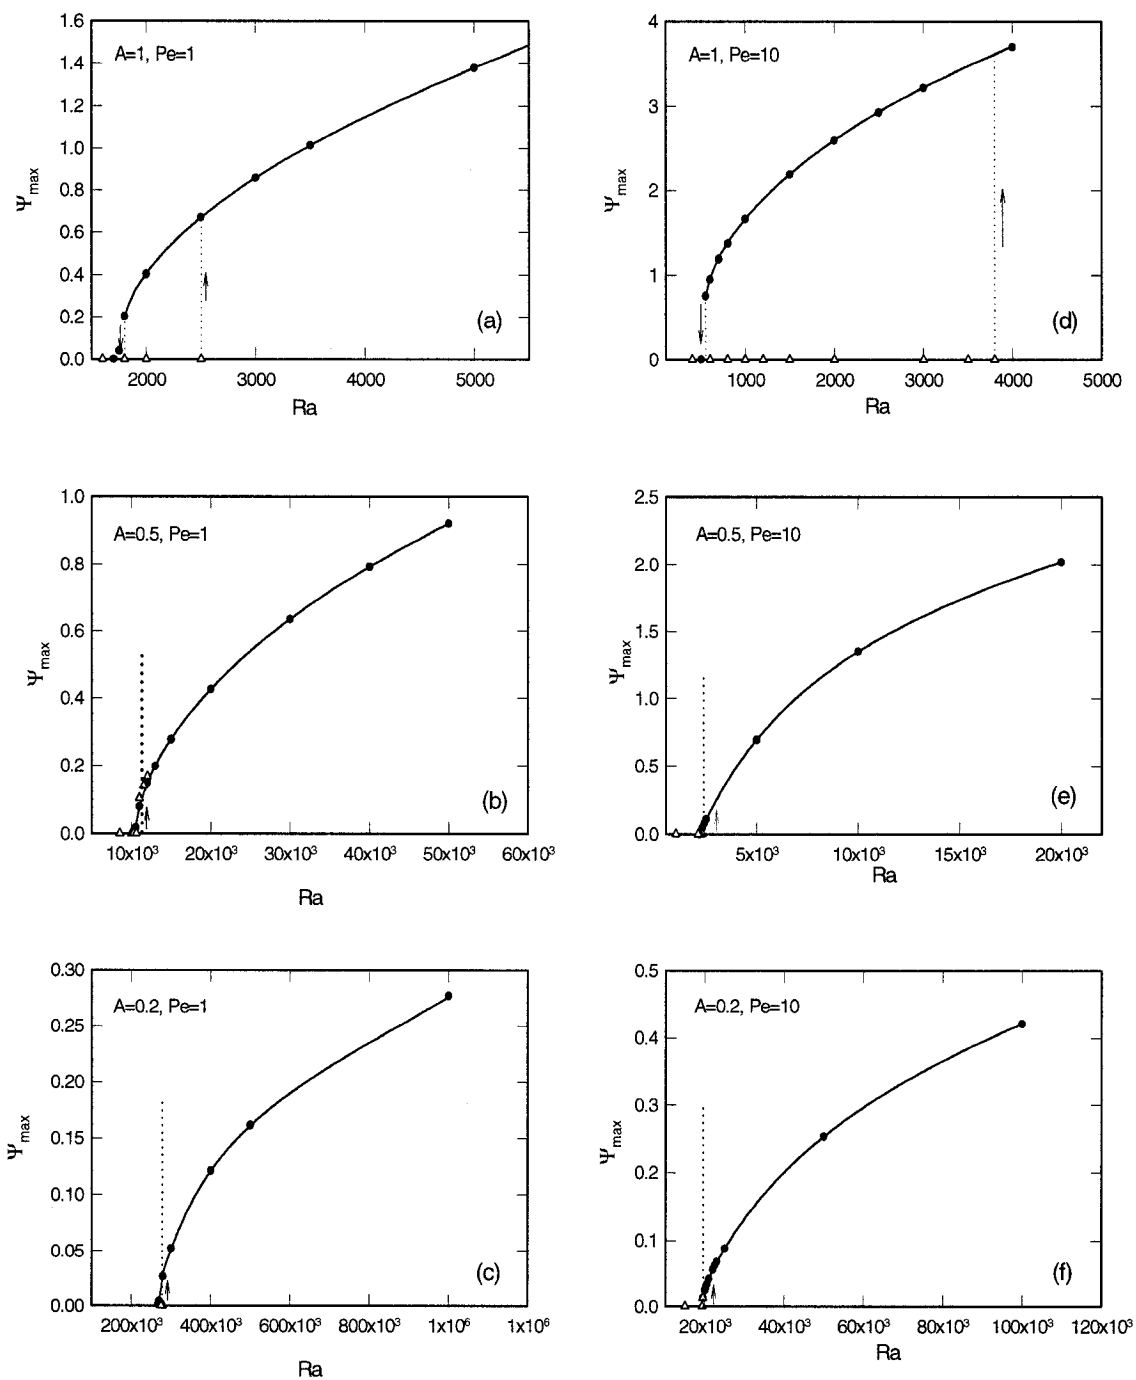 A=1, Pe=1
1.6
1.4
1.2
1.0
0.8
0.6
0.4
0.2
0.0
Ψmax
(a)
2000 3000 4000 5000
Ra
A=1, Pe=10
4
3
2
1
0
Ψmax
(d)
1000 2000 3000 4000 5000
Ra
A=0.5, Pe=1
1.0
0.8
0.6
0.4
0.2
0.0
Ψmax
(b)
10x10³ 20x10³ 30x10³ 40x10³ 50x10³ 60x10³
Ra
A=0.5, Pe=10
2.5
2.0
1.5
1.0
0.5
0.0
Ψmax
(e)
5x10³ 10x10³ 15x10³ 20x10³
Ra
A=0.2, Pe=1
0.30
0.25
0.20
0.15
0.10
0.05
0.00
Ψmax
(c)
200x10³ 400x10³ 600x10³ 800x10³ 1x10⁶ 1x10⁶
Ra
A=0.2, Pe=10
0.5
0.4
0.3
0.2
0.1
0.0
Ψmax
(f)
20x10³ 40x10³ 60x10³ 80x10³ 100x10³ 120x10³
Ra